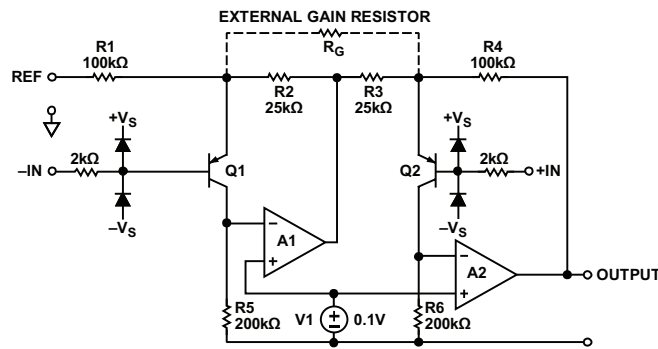 EXTERNAL GAIN RESISTOR
RG
R1
100kΩ
R2
25kΩ
R3
25kΩ
R4
100kΩ
REF
+VS
+VS
2kΩ
2kΩ
–IN
Q1
Q2
+IN
–VS
–VS
A1
–
+
A2
–
+
OUTPUT
R5
200kΩ
V1
0.1V
R6
200kΩ